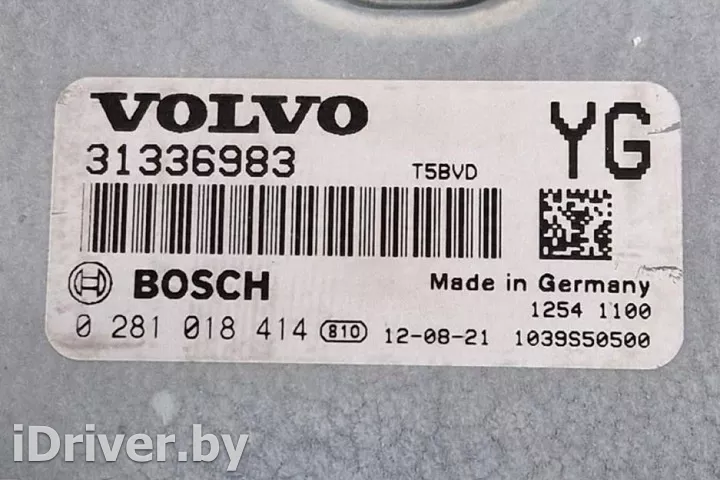 VOLVO
YG
31336983 T5BVD
BOSCH Made in Germany
1254 1100
0 281 018 414 810 12-08-21 1039S50500
iDriver.by